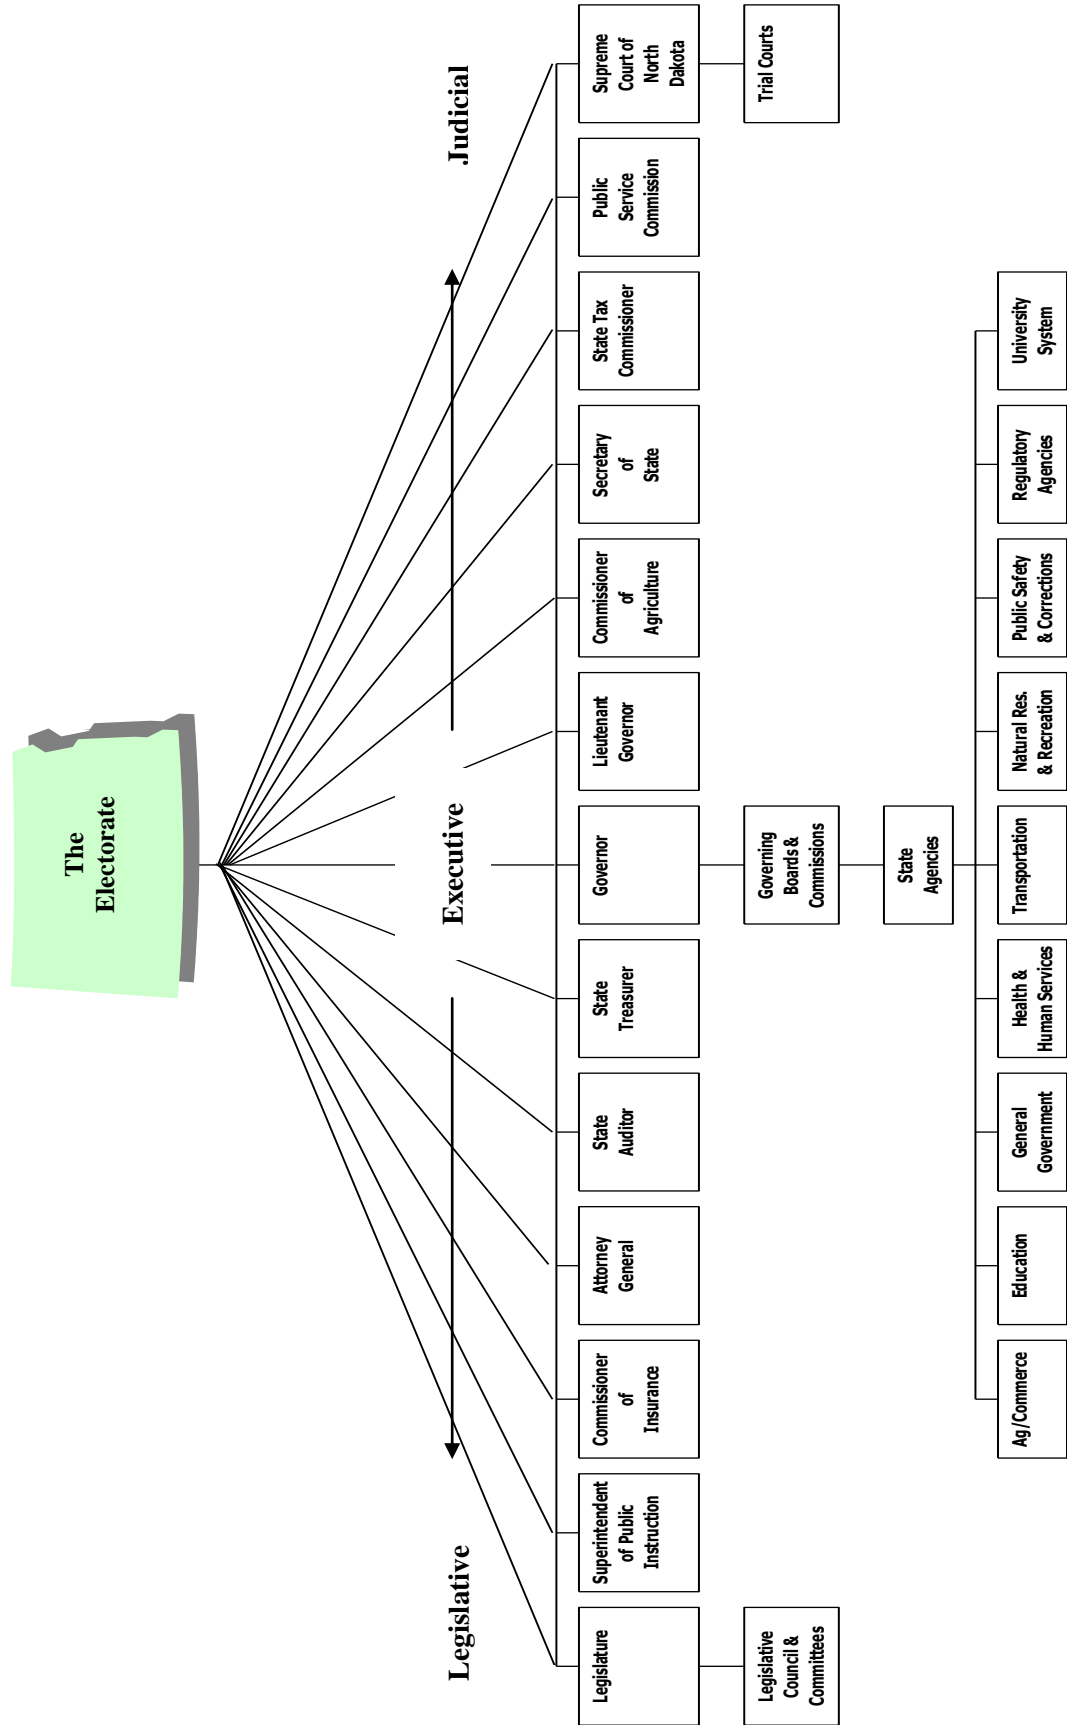 The
Electorate
Legislative
Executive
Judicial
Legislature
Superintendent
of Public
Instruction
Commissioner
of
Insurance
Attorney
General
State
Auditor
State
Treasurer
Governor
Lieutenant
Governor
Commissioner
of
Agriculture
Secretary
of
State
State Tax
Commissioner
Public
Service
Commission
Supreme
Court of
North
Dakota
Legislative
Council &
Committees
Governing
Boards &
Commissions
Trial Courts
State
Agencies
Ag/Commerce
Education
General
Government
Health &
Human Services
Transportation
Natural Res.
& Recreation
Public Safety
& Corrections
Regulatory
Agencies
University
System